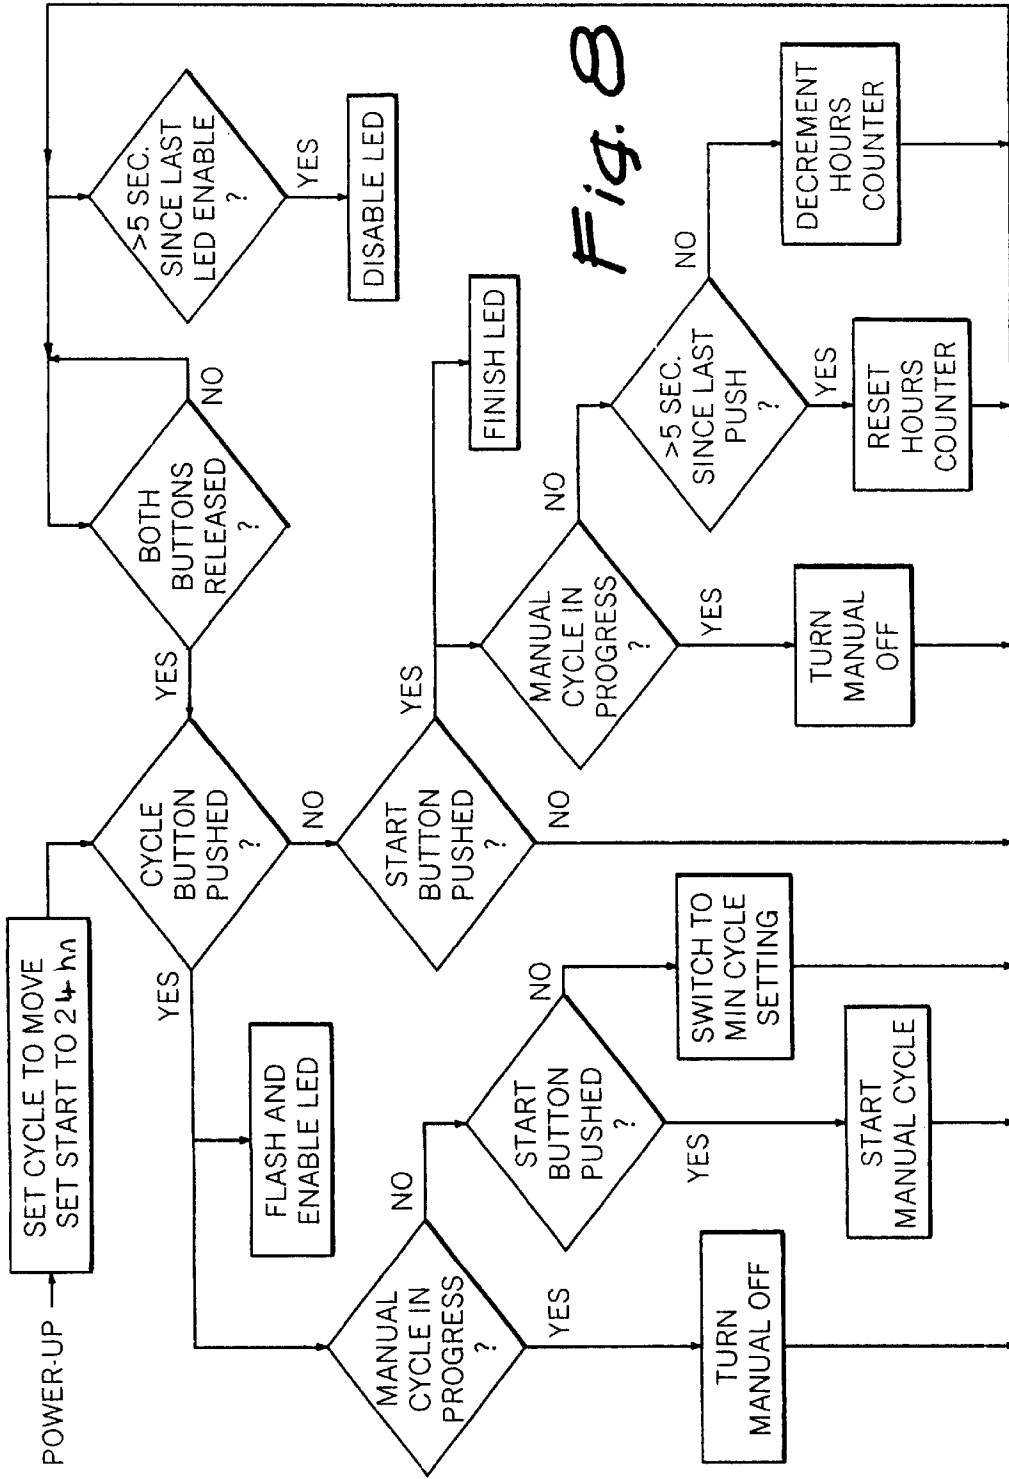 POWER-UP
SET CYCLE TO MOVE
SET START TO 24 hr
CYCLE
BUTTON
PUSHED
?
YES
NO
BOTH
BUTTONS
RELEASED
?
YES
NO
>5 SEC.
SINCE LAST
LED ENABLE
?
YES
DISABLE LED
FLASH AND
ENABLE LED
MANUAL
CYCLE IN
PROGRESS
?
NO
YES
START
BUTTON
PUSHED
?
NO
YES
SWITCH TO
MIN CYCLE
SETTING
START
MANUAL CYCLE
TURN
MANUAL OFF
START
BUTTON
PUSHED
?
YES
NO
FINISH LED
MANUAL
CYCLE IN
PROGRESS
?
NO
YES
TURN
MANUAL
OFF
>5 SEC.
SINCE LAST
PUSH
?
NO
YES
RESET
HOURS
COUNTER
DECREMENT
HOURS
COUNTER
Fig. 8